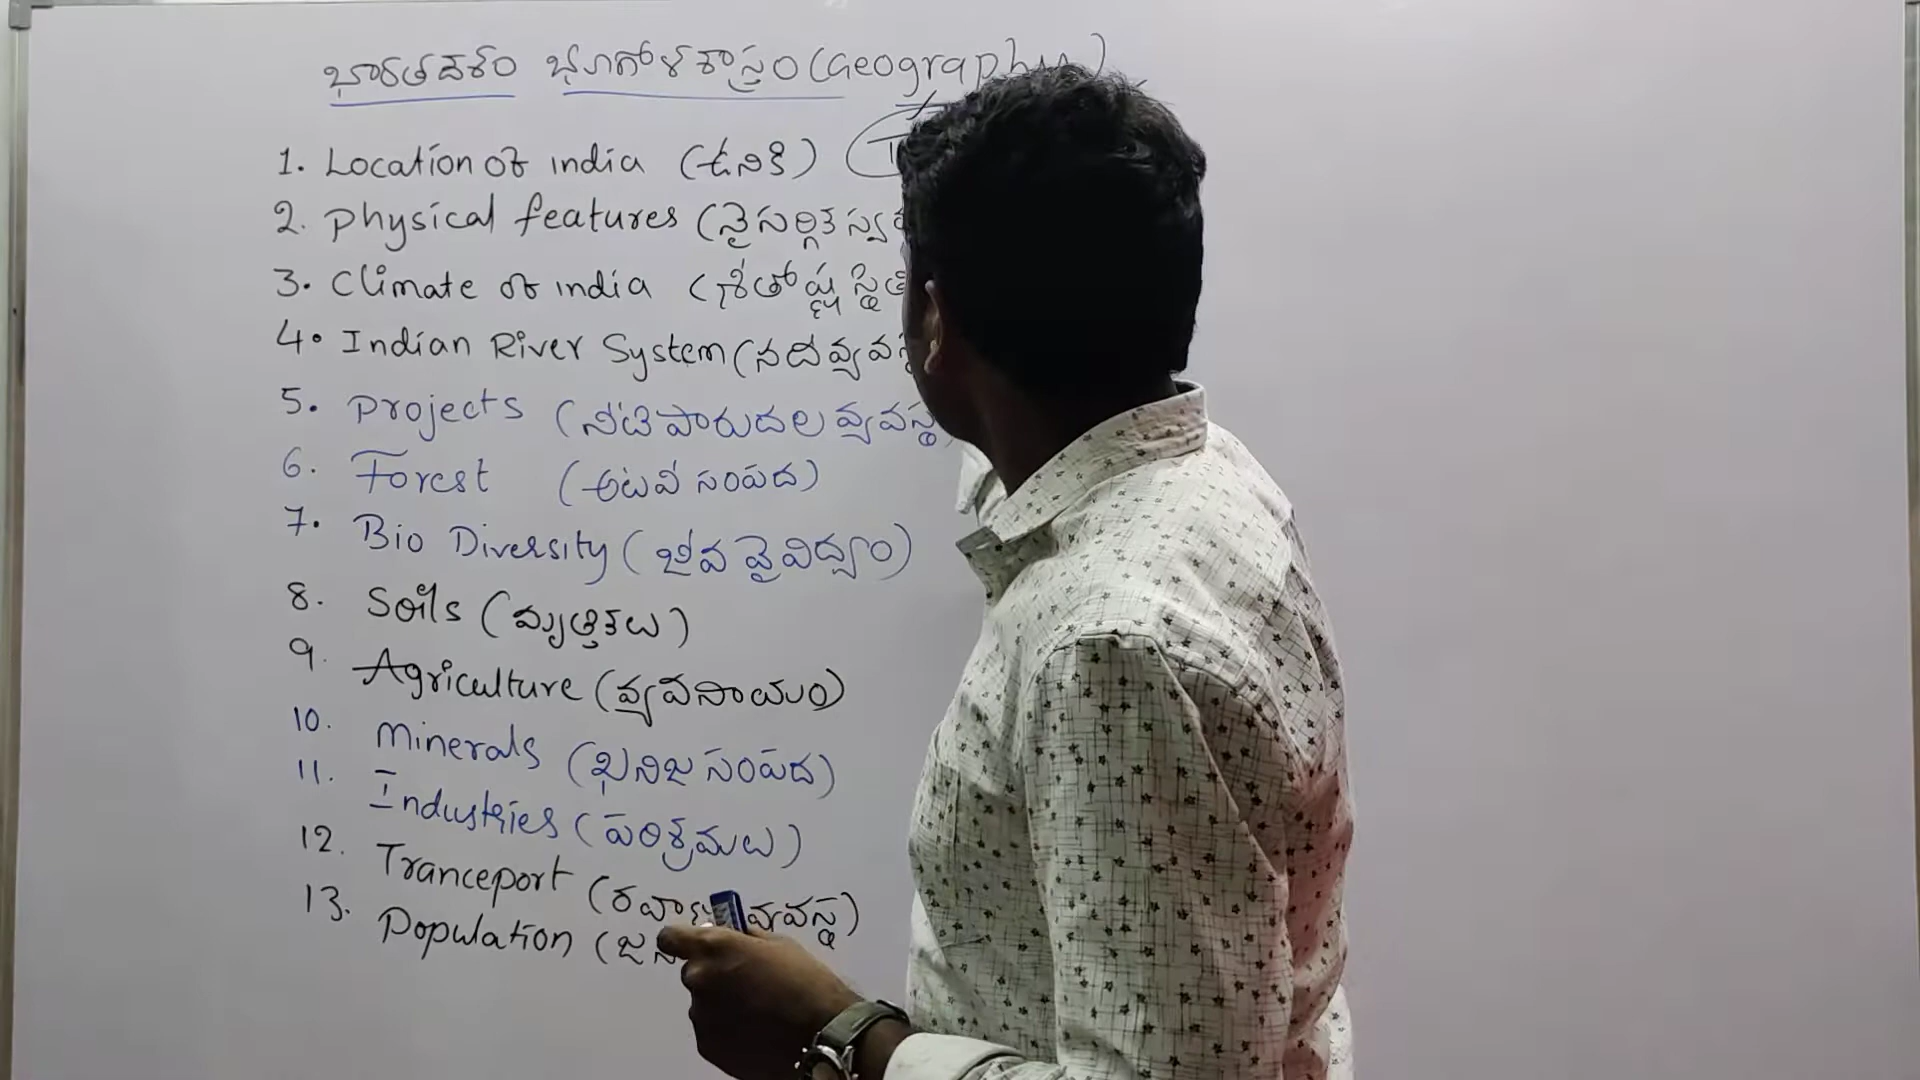 భారతదేశం భూగోళశాస్త్రం (Geography)
1. Location of india (ఉనికి)
2. Physical features (నైసర్గిక
3. Climate of india (శీతోష్ణ స్థితి
4. Indian River System (నదీవ్యవస్థ
5. Projects (నీటిపారుదల వ్యవస్థ
6. Forest (అటవీ సంపద)
7. Bio Diversity (జీవ వైవిధ్యం)
8. Soils (మృత్తికలు)
9. Agriculture (వ్యవసాయం)
10. Minerals (ఖనిజ సంపద)
11. Industries (పరిశ్రమలు)
12. Tranceport (రవాణా వ్యవస్థ)
13. Population